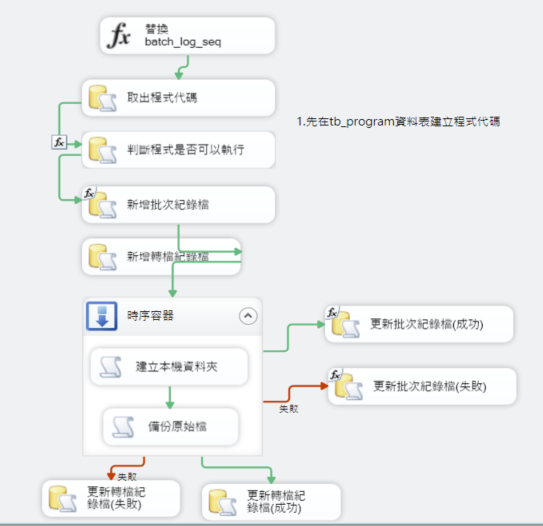 替換
batch_log_seq
取出程式代碼
1.先在tb_program資料表建立程式代碼
fx
判斷程式是否可以執行
新增批次紀錄檔
新增轉檔紀錄檔
時序容器
更新批次紀錄檔(成功)
建立本機資料夾
更新批次紀錄檔(失敗)
失敗
備份原始檔
失敗
更新轉檔紀
錄檔(失敗)
更新轉檔紀
錄檔(成功)